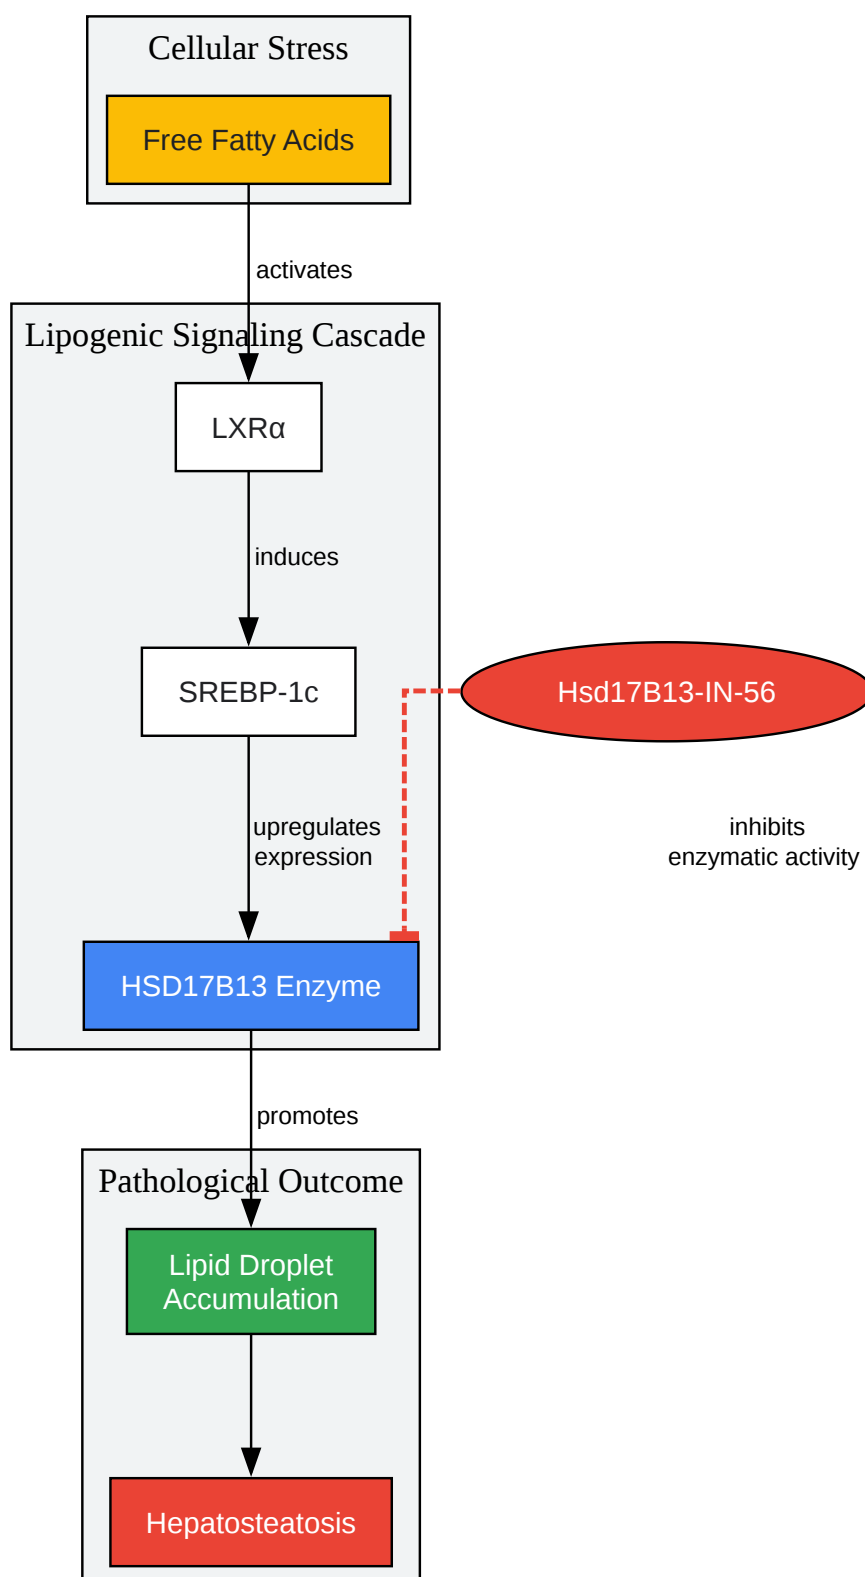 Cellular Stress
Free Fatty Acids
activates
Lipogenic Signaling Cascade
LXRα
induces
SREBP-1c
Hsd17B13-IN-56
upregulates
expression
inhibits
enzymatic activity
HSD17B13 Enzyme
promotes
Pathological Outcome
Lipid Droplet
Accumulation
Hepatosteatosis